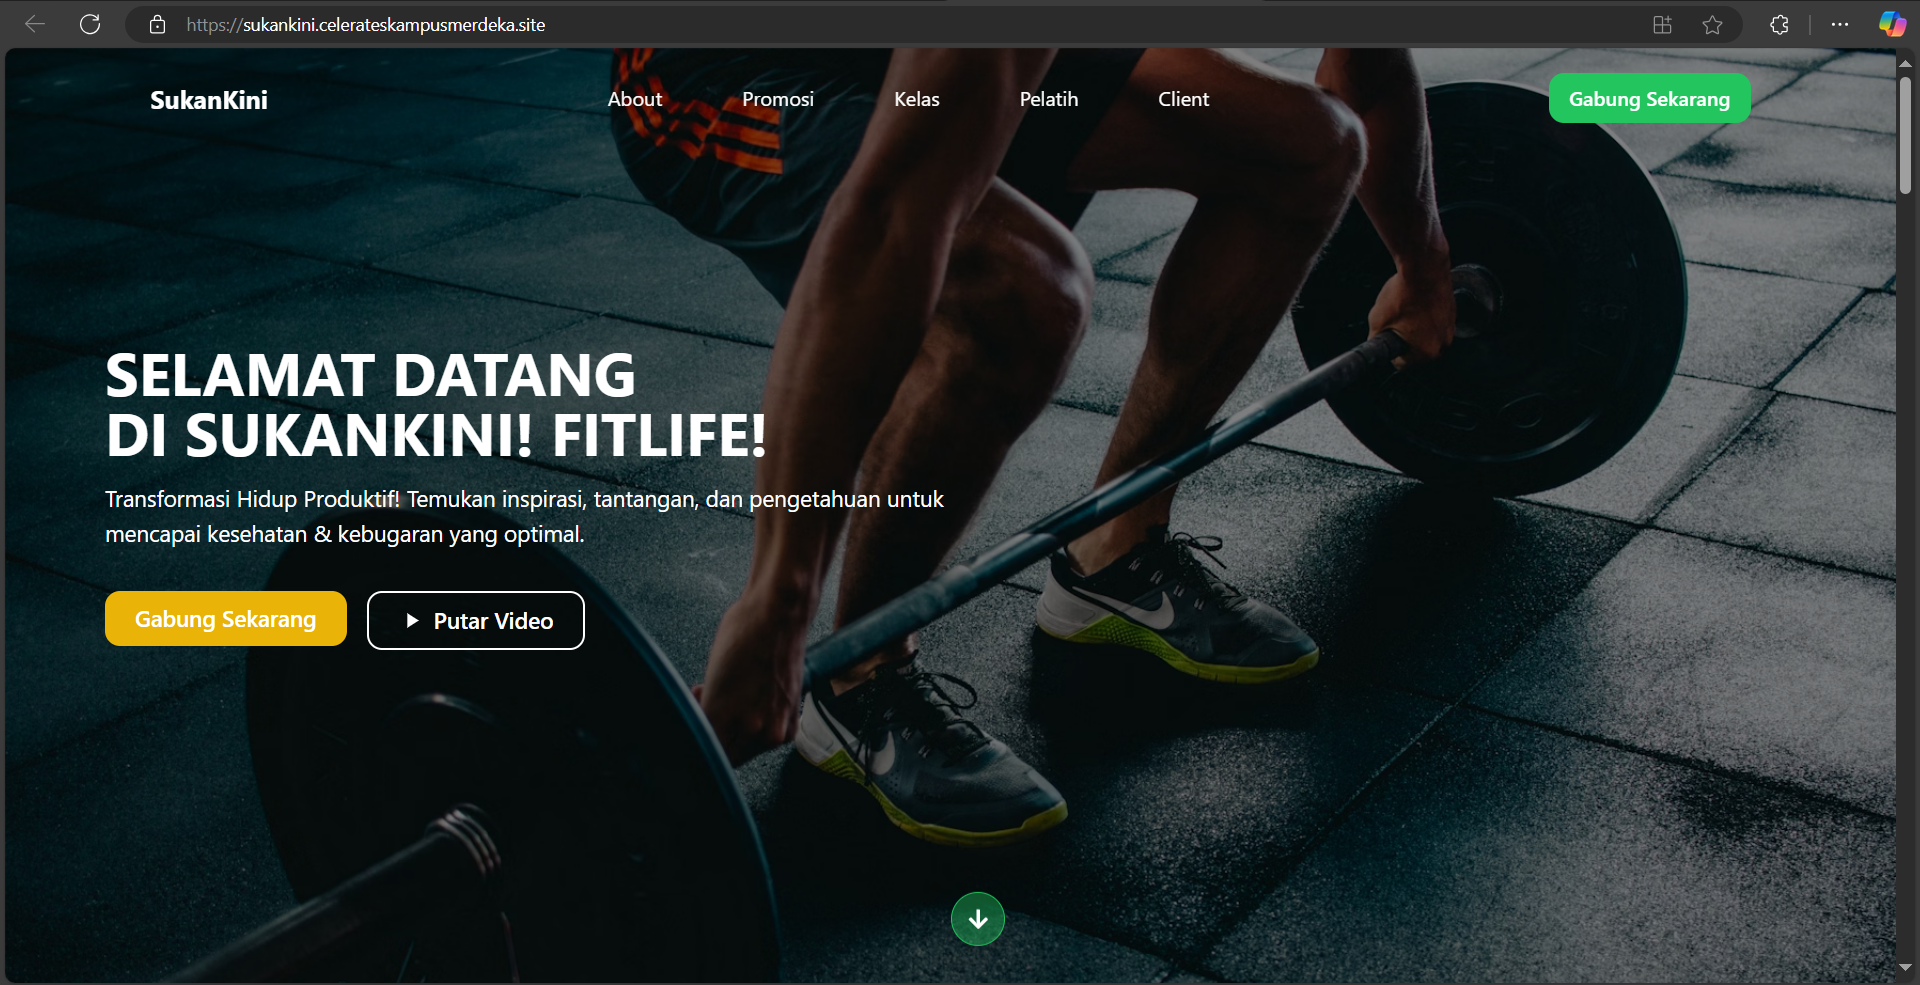 https://sukankini.celerateskampusmerdeka.site
SukanKini
About
Promosi
Kelas
Pelatih
Client
Gabung Sekarang
SELAMAT DATANG
DI SUKANKINI! FITLIFE!
Transformasi Hidup Produktif! Temukan inspirasi, tantangan, dan pengetahuan untuk
mencapai kesehatan & kebugaran yang optimal.
Gabung Sekarang
Putar Video